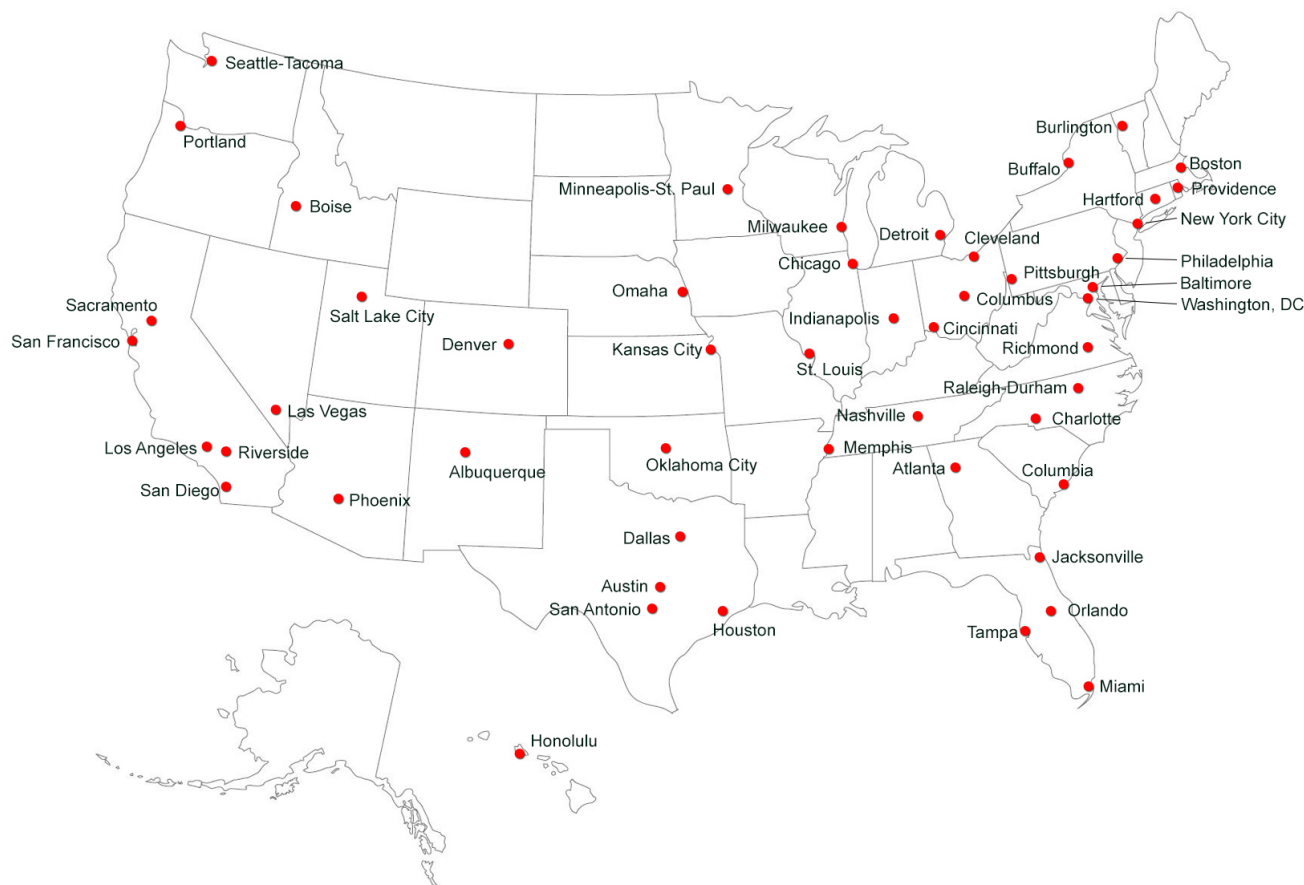 Seattle-Tacoma
Portland
Burlington
Buffalo
Boston
Minneapolis-St. Paul
Providence
Hartford
Boise
New York City
Milwaukee
Detroit
Cleveland
Chicago
Philadelphia
Pittsburgh
Baltimore
Omaha
Columbus
Washington, DC
Sacramento
Salt Lake City
Indianapolis
Cincinnati
San Francisco
Denver
Kansas City
St. Louis
Richmond
Raleigh-Durham
Las Vegas
Nashville
Charlotte
Los Angeles
Riverside
Memphis
Albuquerque
Oklahoma City
Atlanta
Columbia
San Diego
Phoenix
Dallas
Jacksonville
Austin
San Antonio
Orlando
Houston
Tampa
Miami
Honolulu